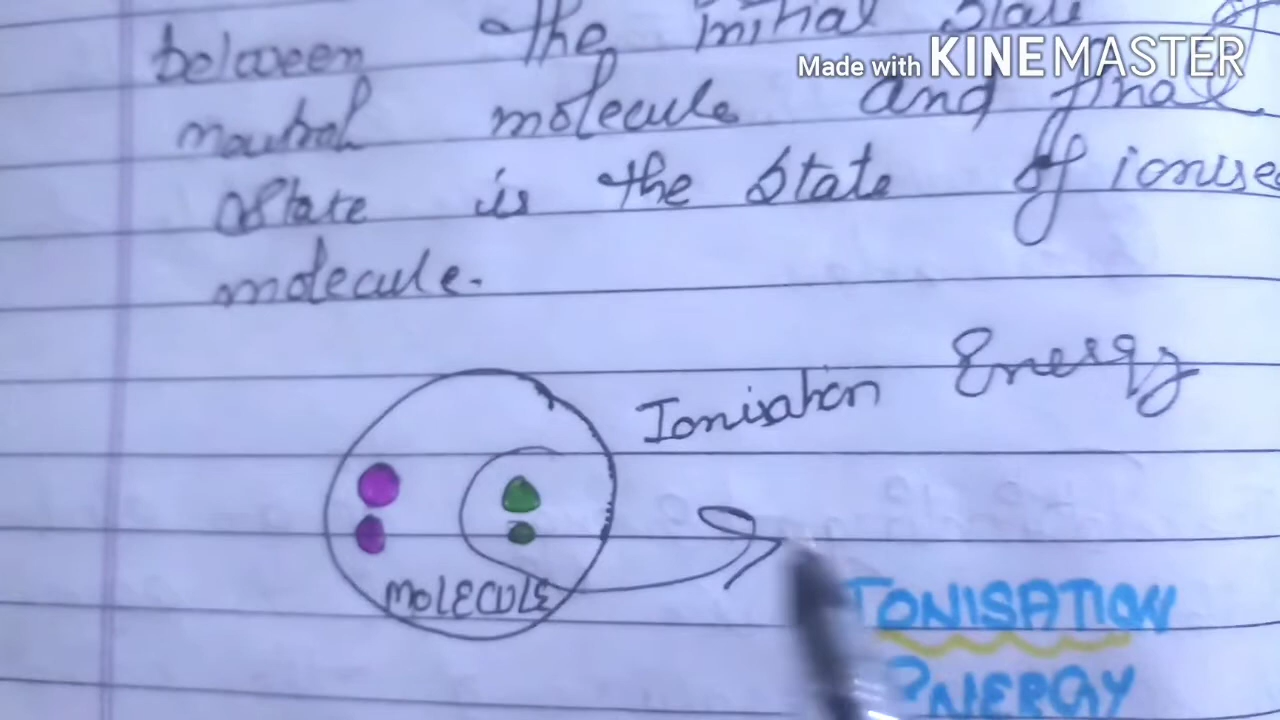 between the initial state of
Made with KINEMASTER
neutral molecule and final
state is the state of ionise
molecule.
Ionisation Energy
MOLECULE
IONISATION
ENERGY